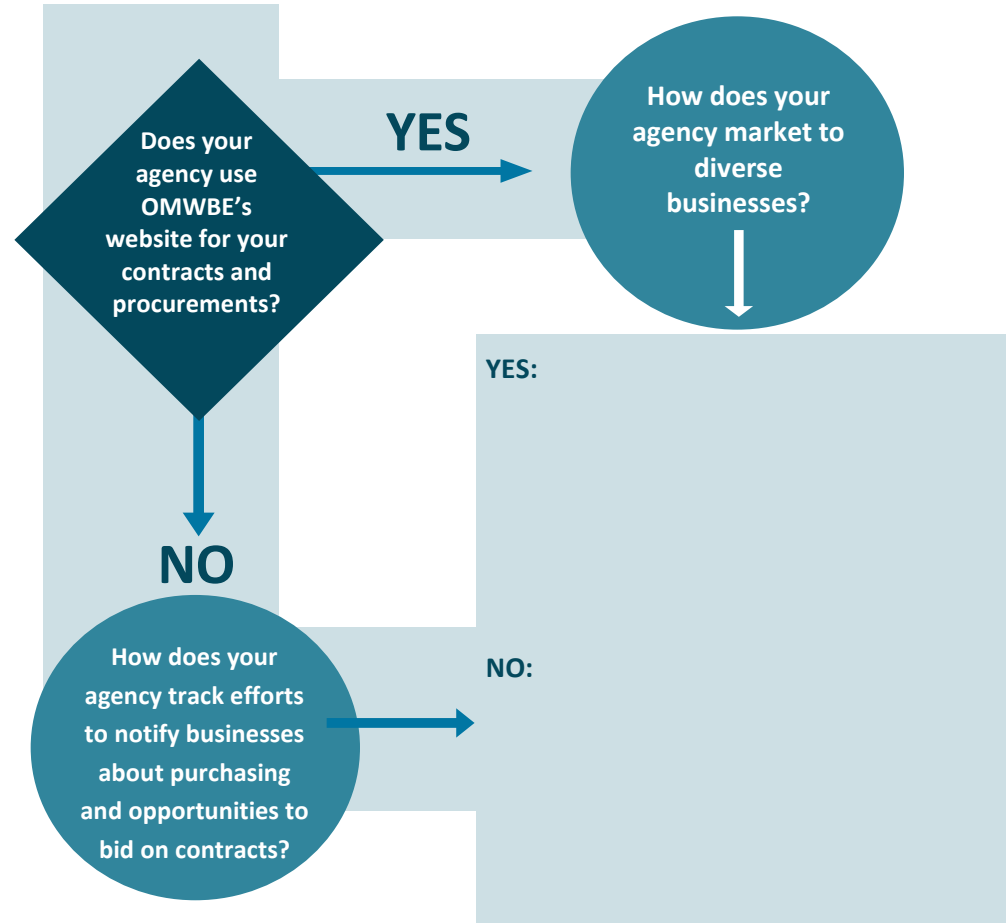 Does your
agency use
OMWBE’s
website for your
contracts and
procurements?
YES
How does your
agency market to
diverse
businesses?
YES:
NO
How does your
agency track efforts
to notify businesses
about purchasing
and opportunities to
bid on contracts?
NO: